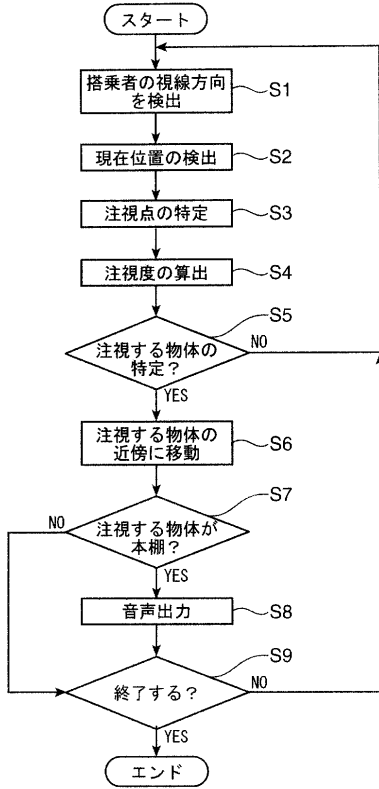 スタート
搭乗者の視線方向
を検出
S1
現在位置の検出
S2
注視点の特定
S3
注視度の算出
S4
S5
注視する物体の
特定？
NO
YES
注視する物体の
近傍に移動
S6
S7
NO
注視する物体が
本棚？
YES
音声出力
S8
S9
終了する？
NO
YES
エンド